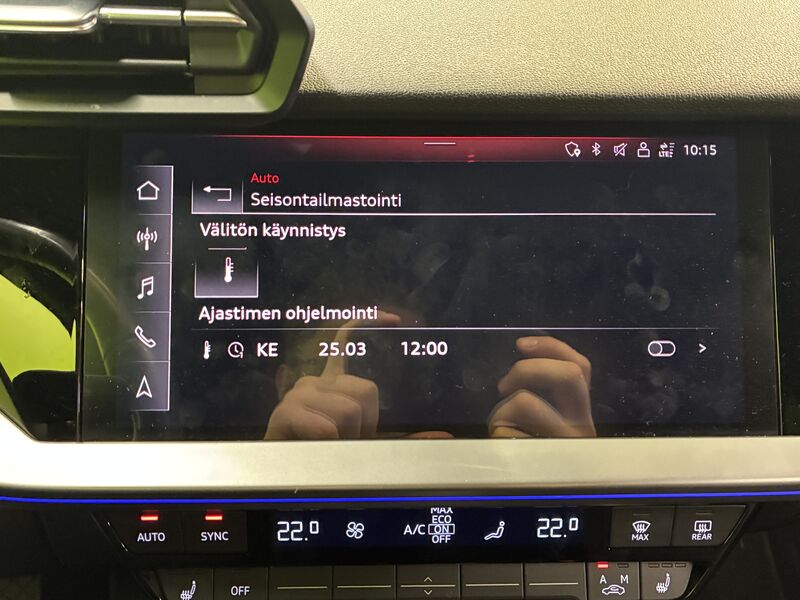 LTE 10:15
Auto
Seisontailmastointi
Välitön käynnistys
Ajastimen ohjelmointi
KE 25.03 12:00
AUTO SYNC 22.0 A/C MAX ECO ON OFF 22.0 MAX REAR
OFF A M